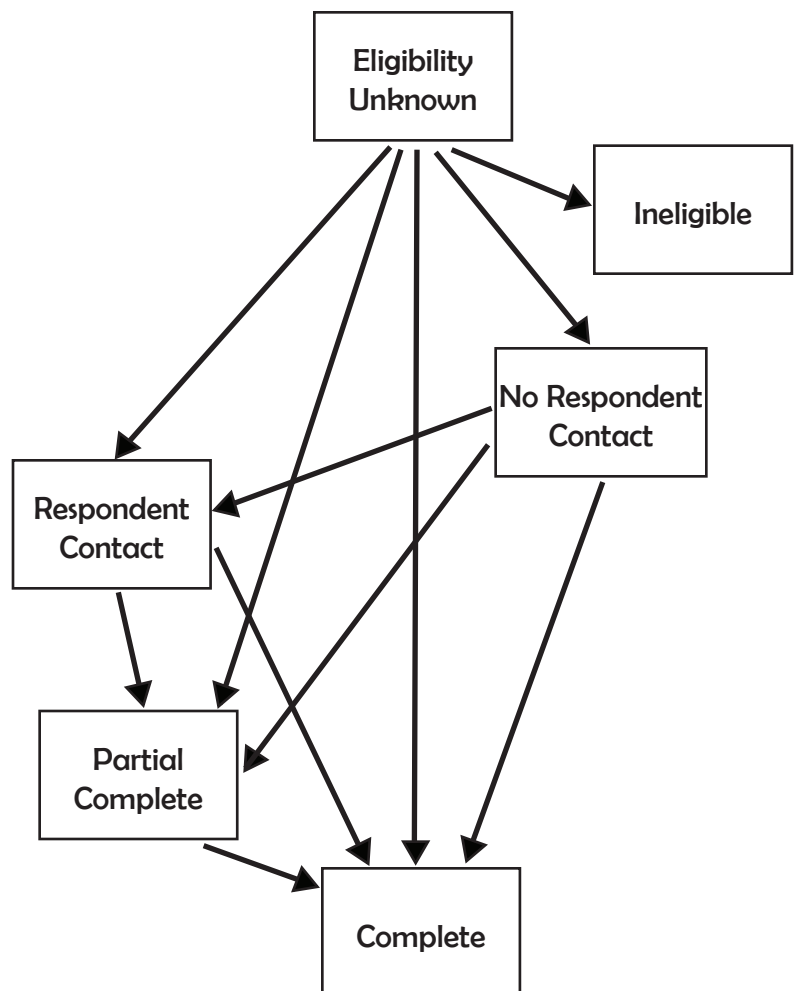 Eligibility
Unknown
Ineligible
No Respondent
Contact
Respondent
Contact
Partial
Complete
Complete